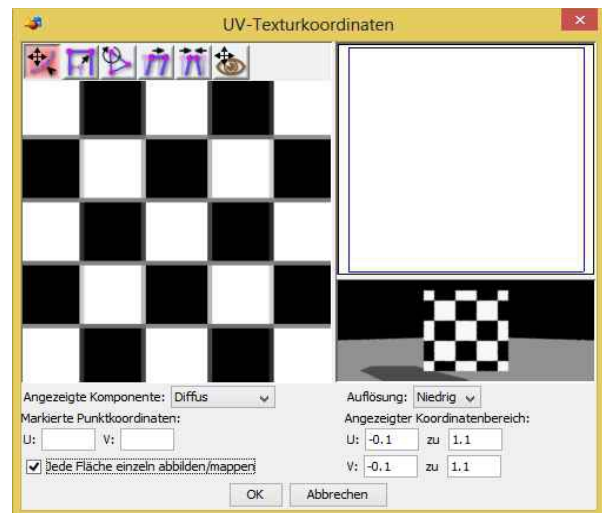 UV-Texturkoordinaten
Angezeigte Komponente: Diffus
Auflösung: Niedrig
Markierte Punktkoordinaten:
Angezeigter Koordinatenbereich:
U: V:
U: -0.1 zu 1.1
Jede Fläche einzeln abbilden/mappen
V: -0.1 zu 1.1
OK Abbrechen